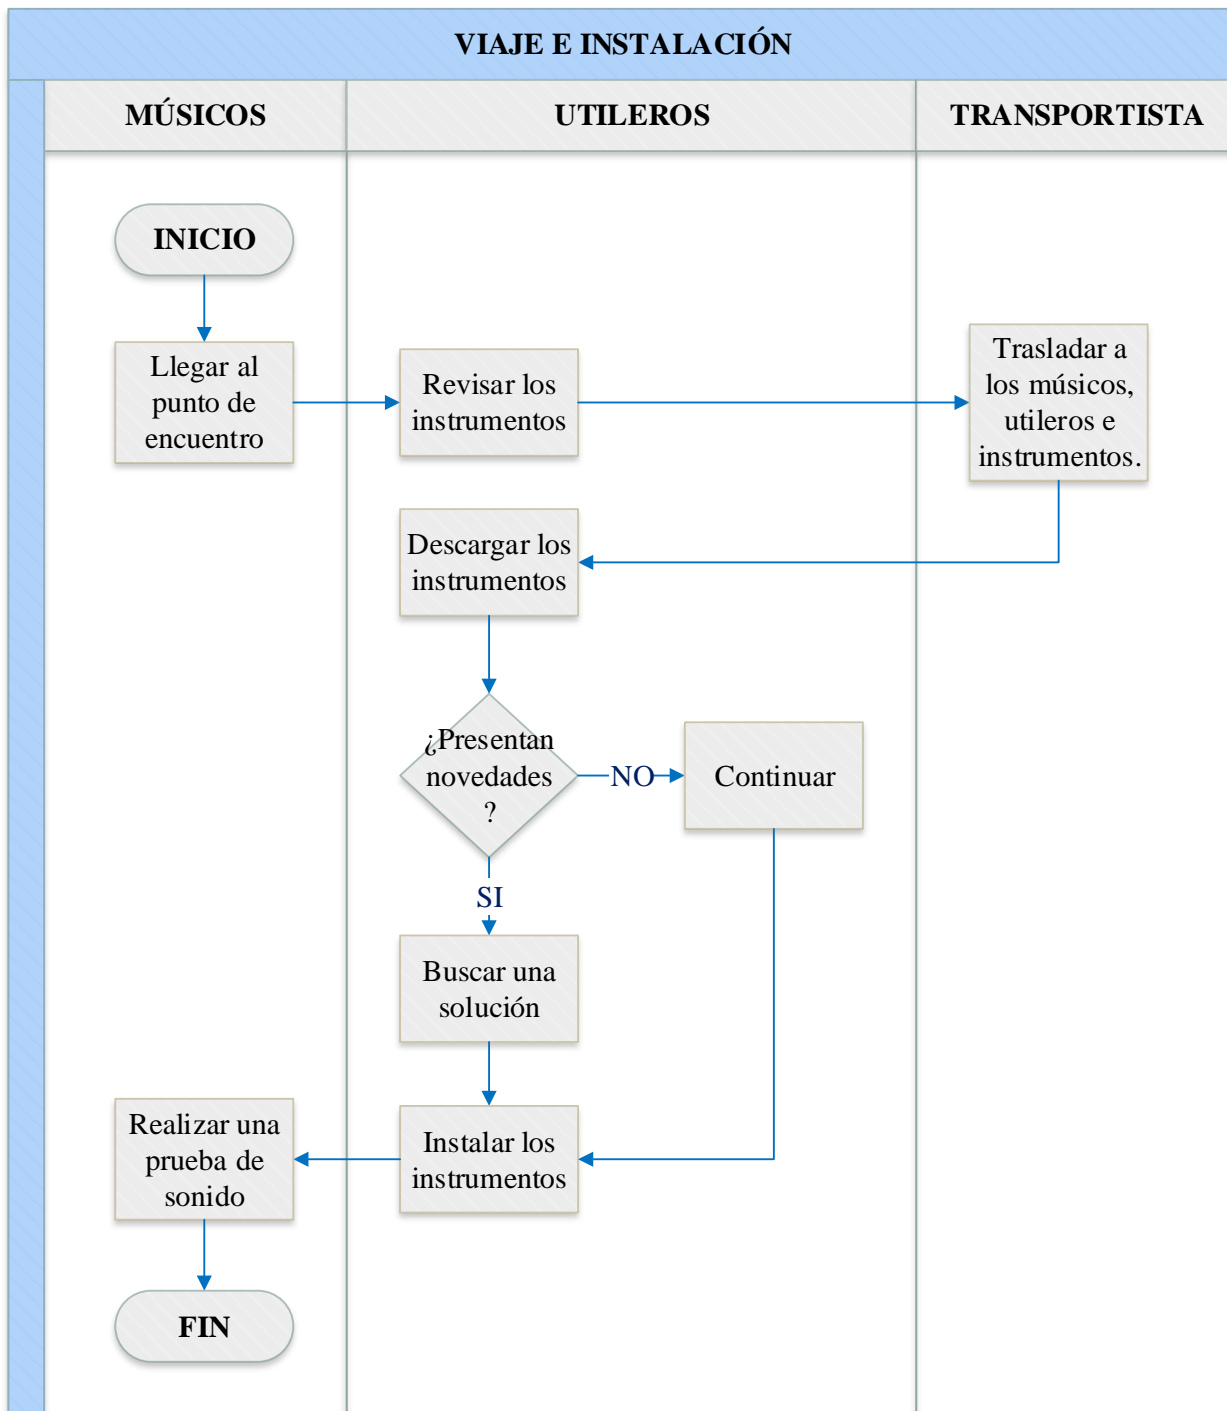 VIAJE E INSTALACIÓN
MÚSICOS
UTILEROS
TRANSPORTISTA
INICIO
Llegar al
punto de
encuentro
Revisar los
instrumentos
Trasladar a
los músicos,
utileros e
instrumentos.
Descargar los
instrumentos
¿Presentan
novedades
?
NO
Continuar
SI
Buscar una
solución
Instalar los
instrumentos
Realizar una
prueba de
sonido
FIN